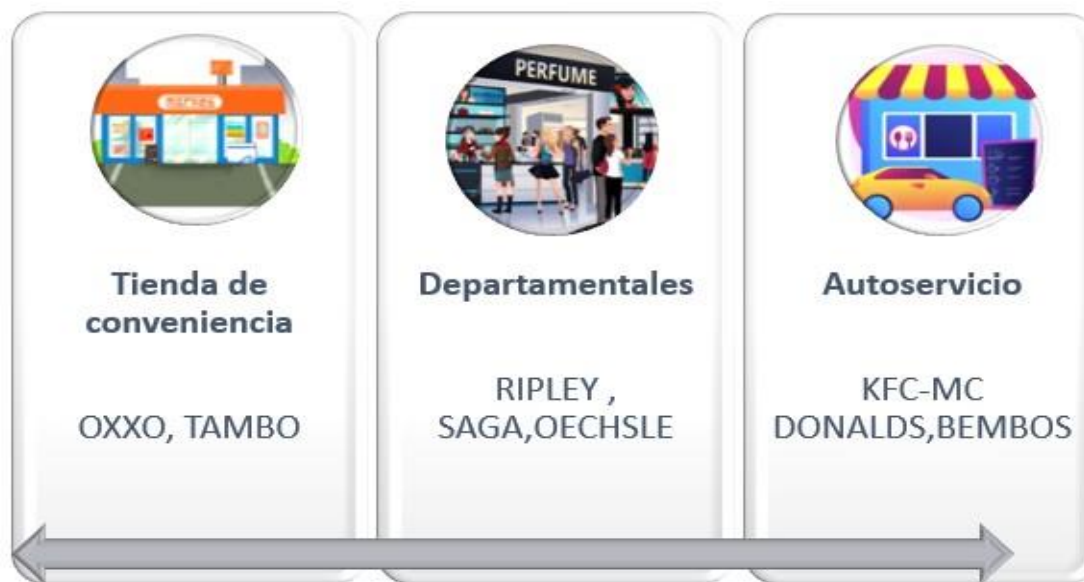 PERFUME
Tienda de
conveniencia
OXXO, TAMBO
Departamentales
RIPLEY ,
SAGA,OECHSLE
Autoservicio
KFC-MC
DONALDS,BEMBOS